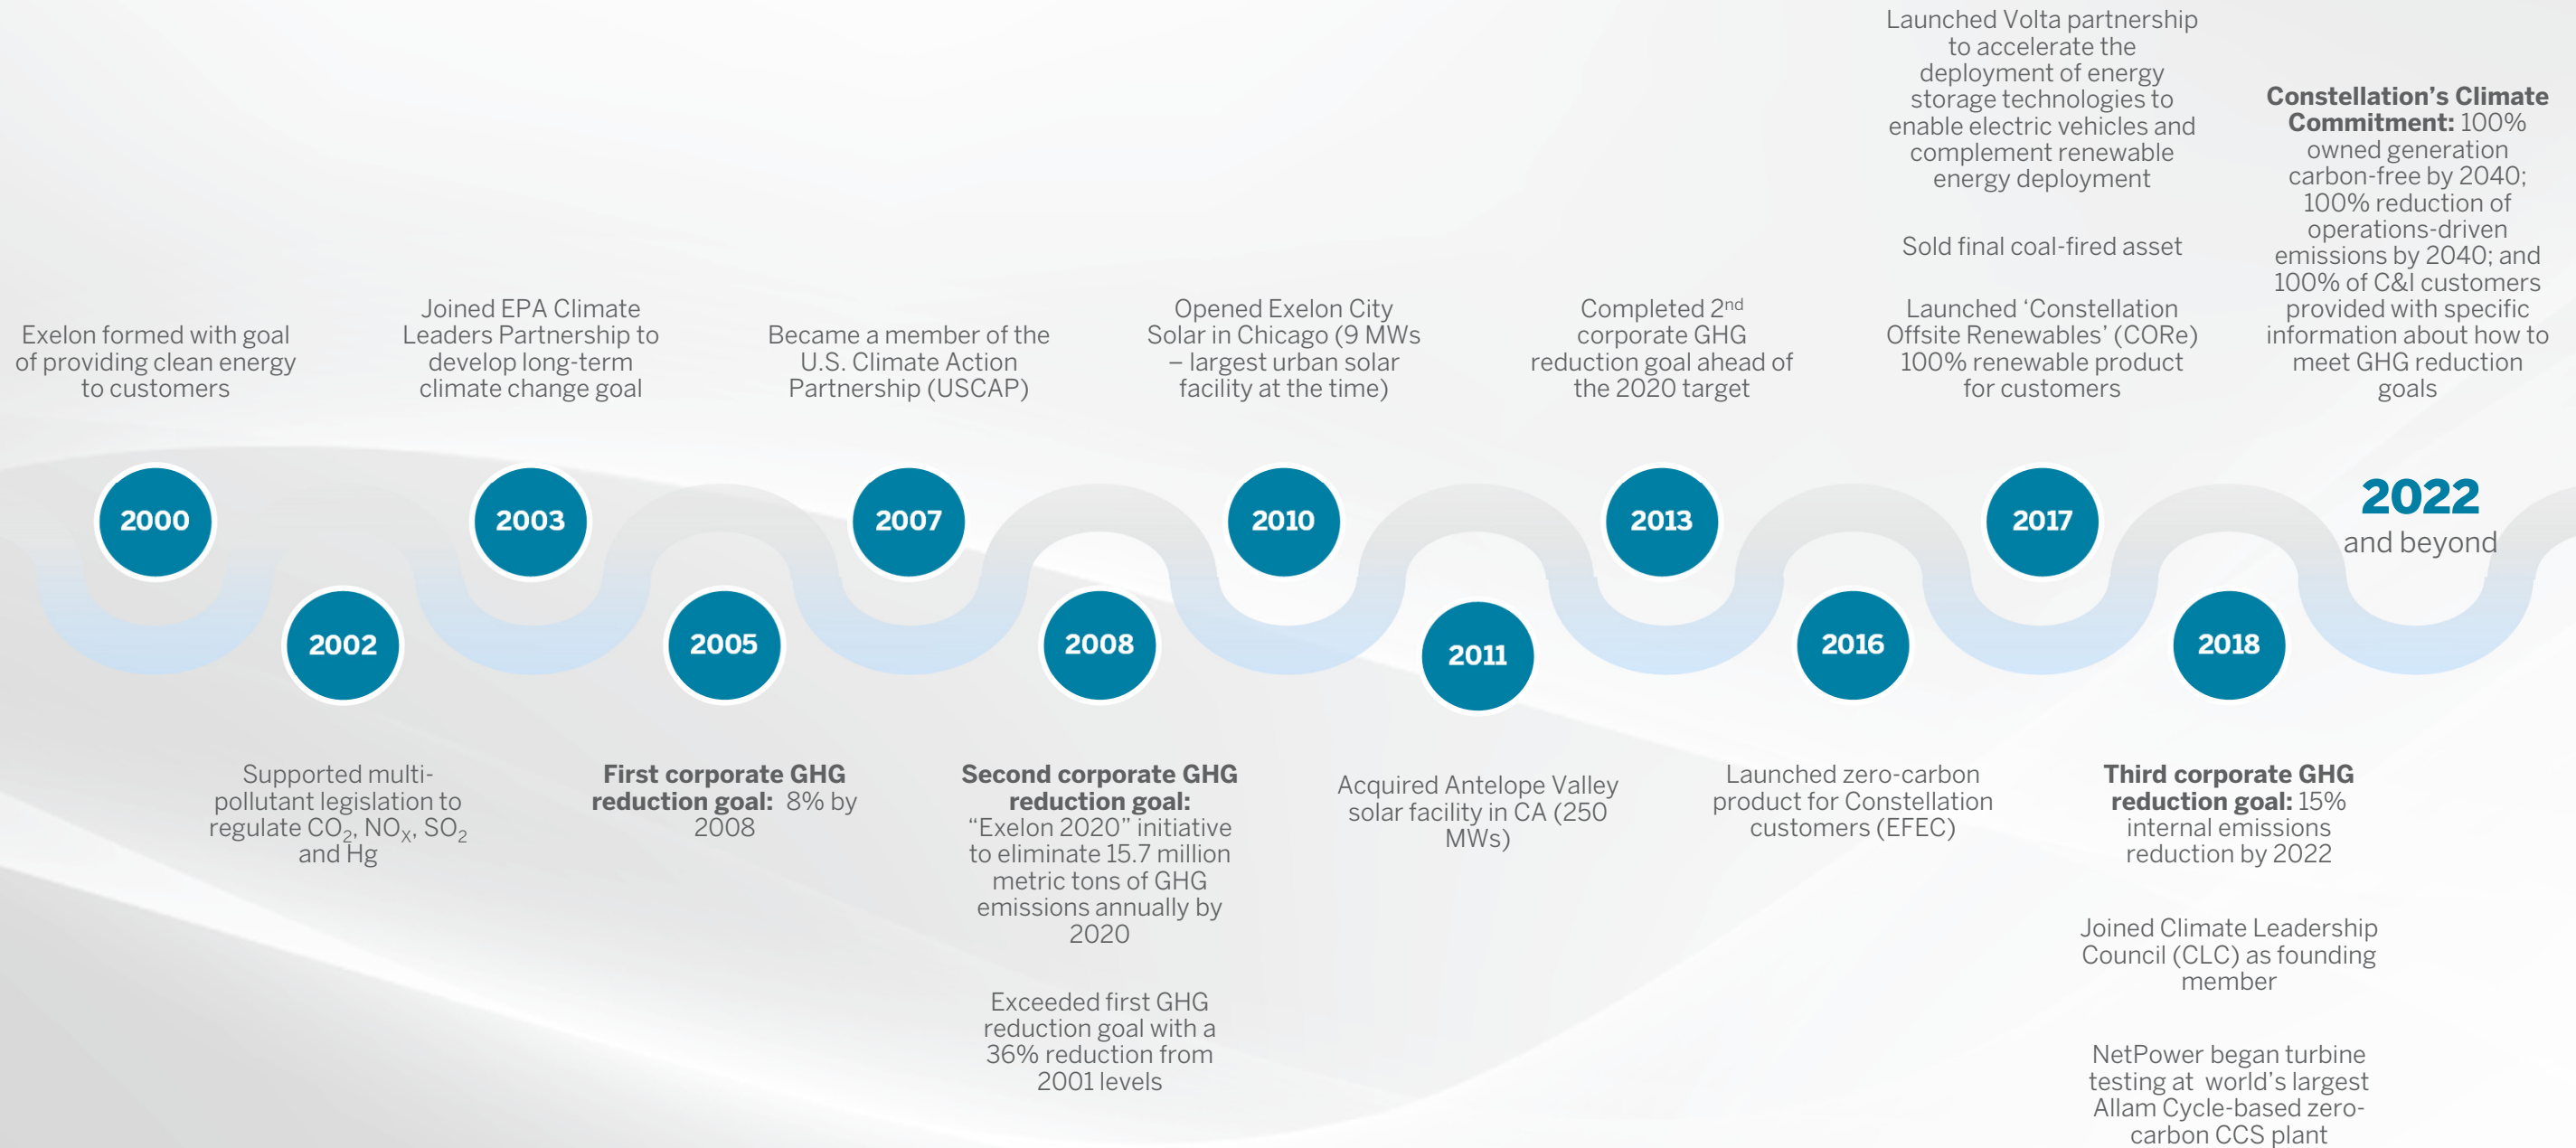 Exelon formed with goal
of providing clean energy
to customers
2000
2002
Supported multi-
pollutant legislation to
regulate CO₂, NOₓ, SO₂
and Hg
Joined EPA Climate
Leaders Partnership to
develop long-term
climate change goal
2003
2005
First corporate GHG
reduction goal:  8% by
2008
Became a member of the
U.S. Climate Action
Partnership (USCAP)
2007
2008
Second corporate GHG
reduction goal:
“Exelon 2020” initiative
to eliminate 15.7 million
metric tons of GHG
emissions annually by
2020
Exceeded first GHG
reduction goal with a
36% reduction from
2001 levels
Opened Exelon City
Solar in Chicago (9 MWs
– largest urban solar
facility at the time)
2010
2011
Acquired Antelope Valley
solar facility in CA (250
MWs)
Completed 2nd
corporate GHG
reduction goal ahead of
the 2020 target
2013
2016
Launched zero-carbon
product for Constellation
customers (EFEC)
Launched Volta partnership
to accelerate the
deployment of energy
storage technologies to
enable electric vehicles and
complement renewable
energy deployment
Sold final coal-fired asset
Launched ‘Constellation
Offsite Renewables’ (CORe)
100% renewable product
for customers
2017
2018
Third corporate GHG
reduction goal: 15%
internal emissions
reduction by 2022
Joined Climate Leadership
Council (CLC) as founding
member
NetPower began turbine
testing at  world’s largest
Allam Cycle-based zero-
carbon CCS plant
Constellation’s Climate
Commitment: 100%
owned generation
carbon-free by 2040;
100% reduction of
operations-driven
emissions by 2040; and
100% of C&I customers
provided with specific
information about how to
meet GHG reduction
goals
2022
and beyond